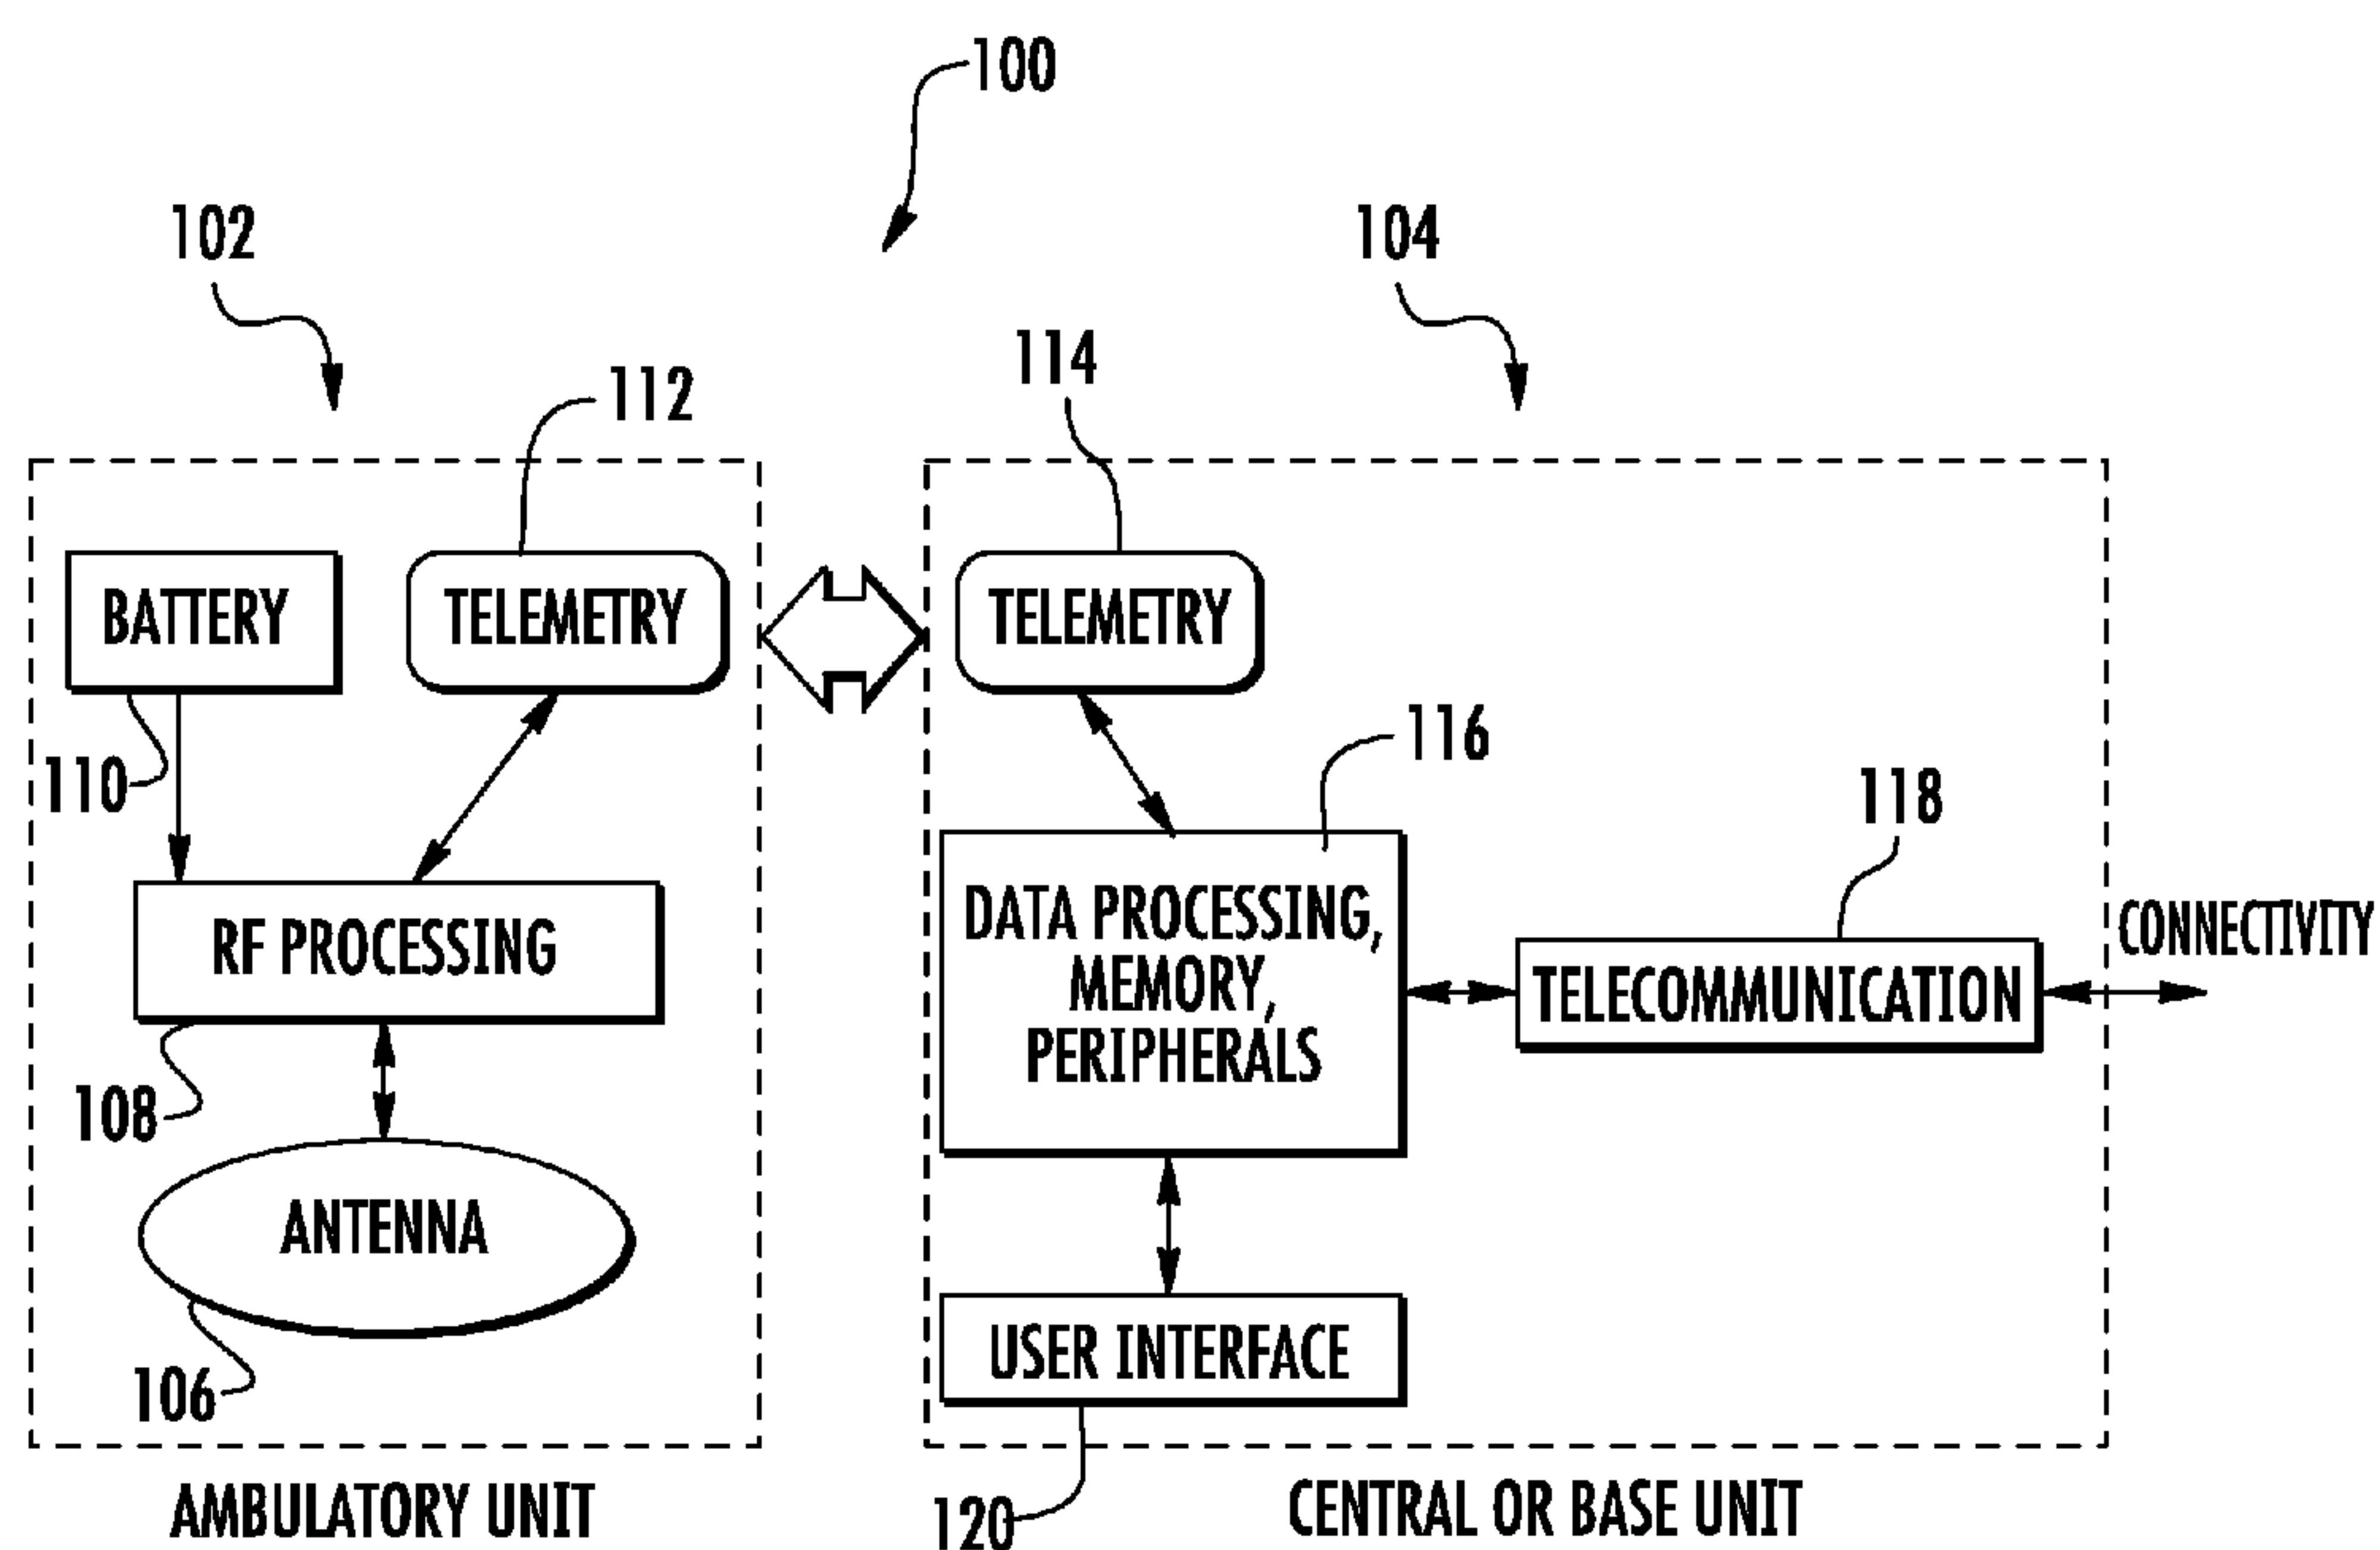 100
102
104
114
112
BATTERY
TELEMETRY
TELEMETRY
116
110
118
DATA PROCESSING,
MEMORY,
PERIPHERALS
CONNECTIVITY
RF PROCESSING
TELECOMMUNICATION
108
ANTENNA
USER INTERFACE
106
AMBULATORY UNIT
120
CENTRAL OR BASE UNIT